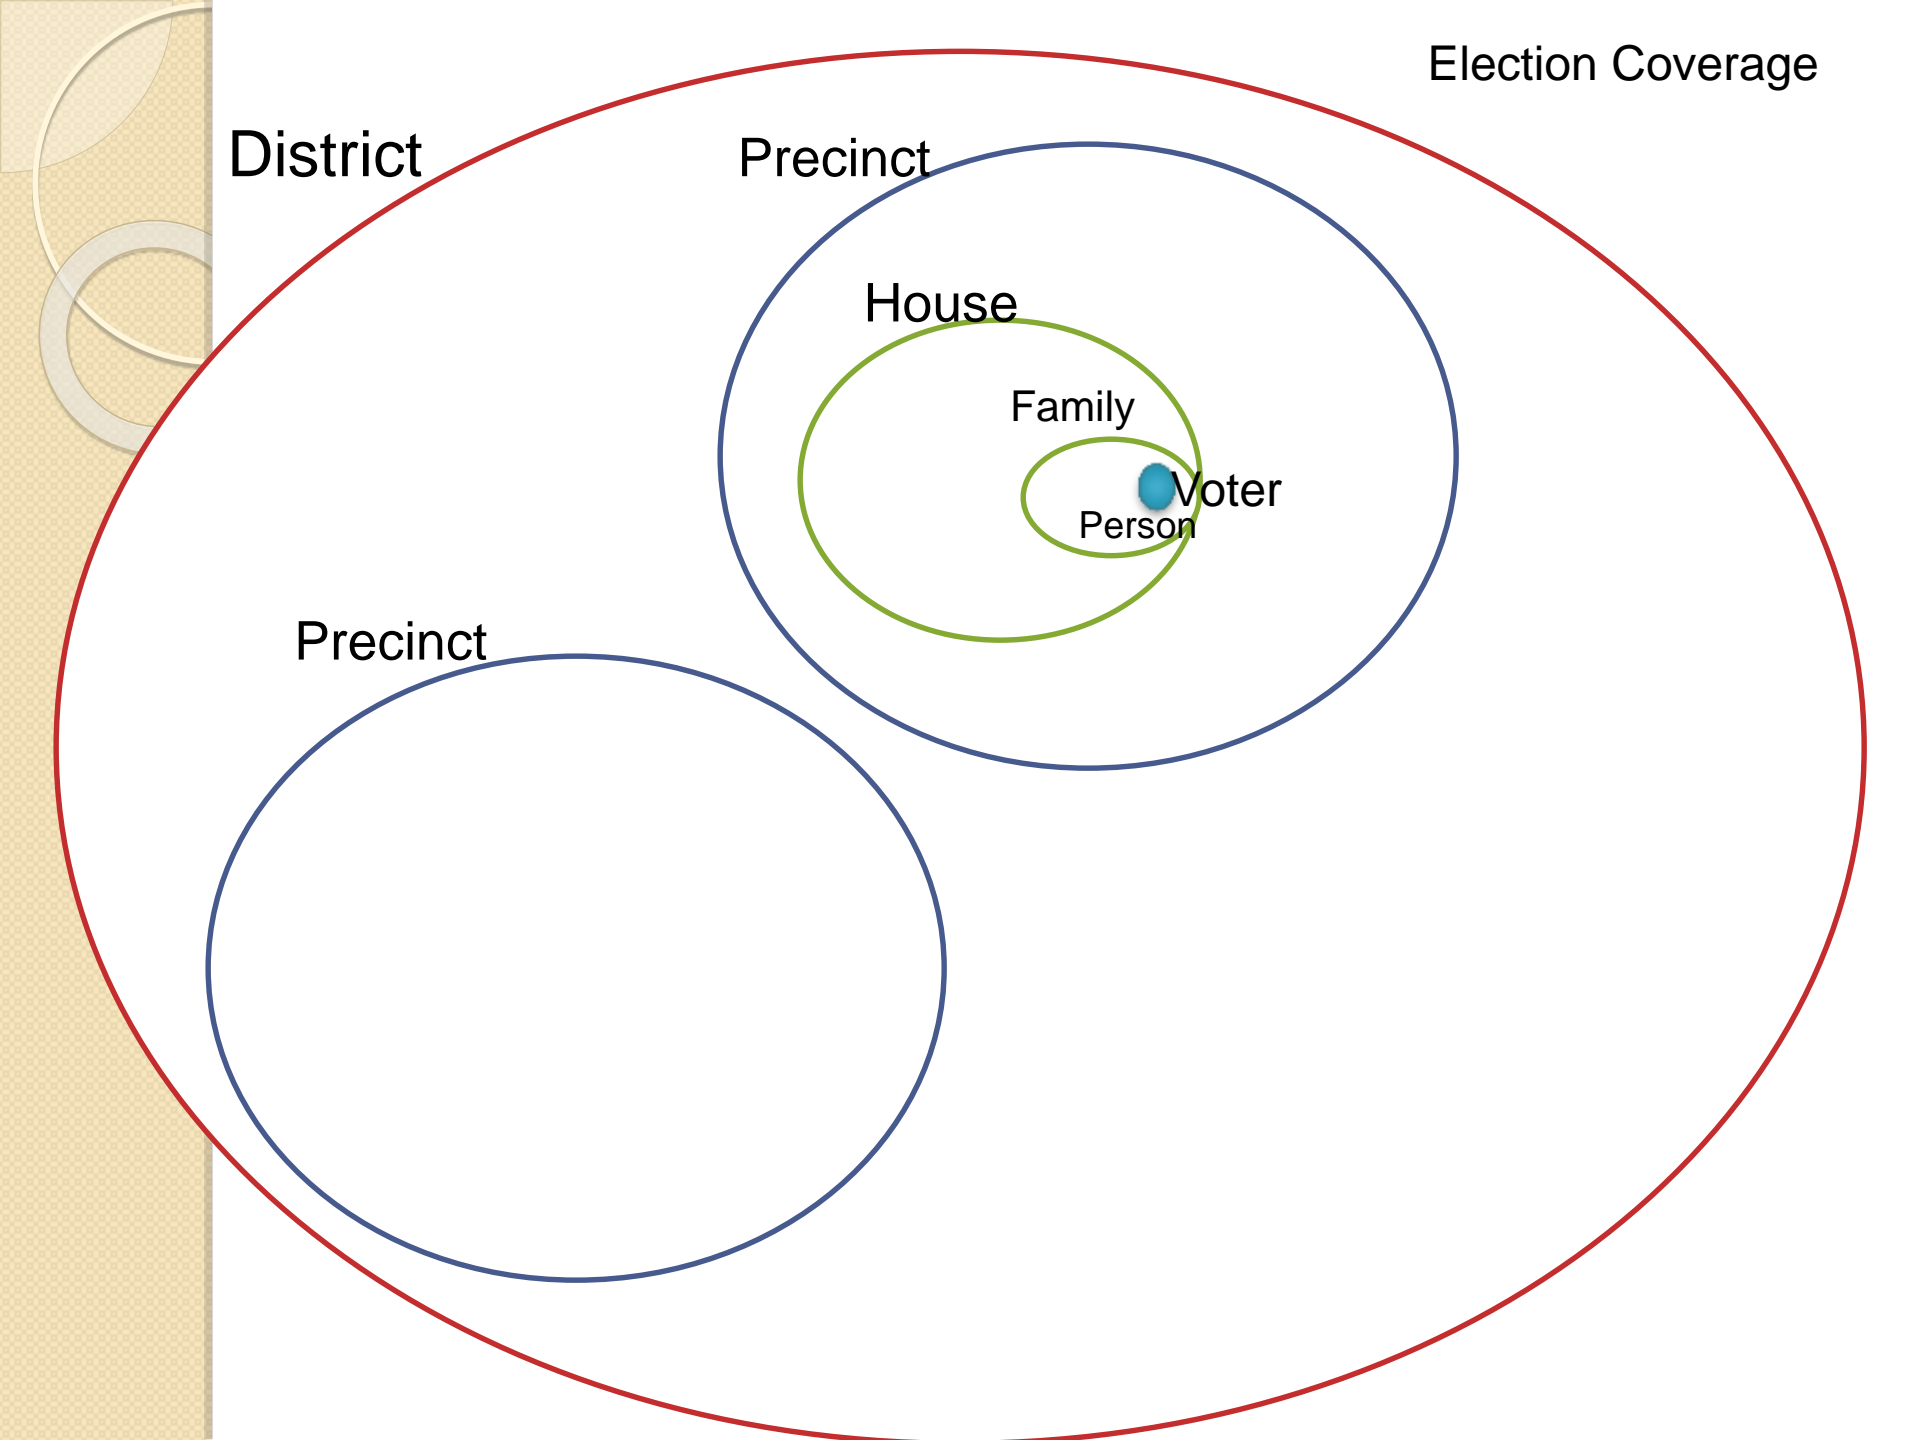 Election Coverage
District
Precinct
House
Family
Voter
Person
Precinct